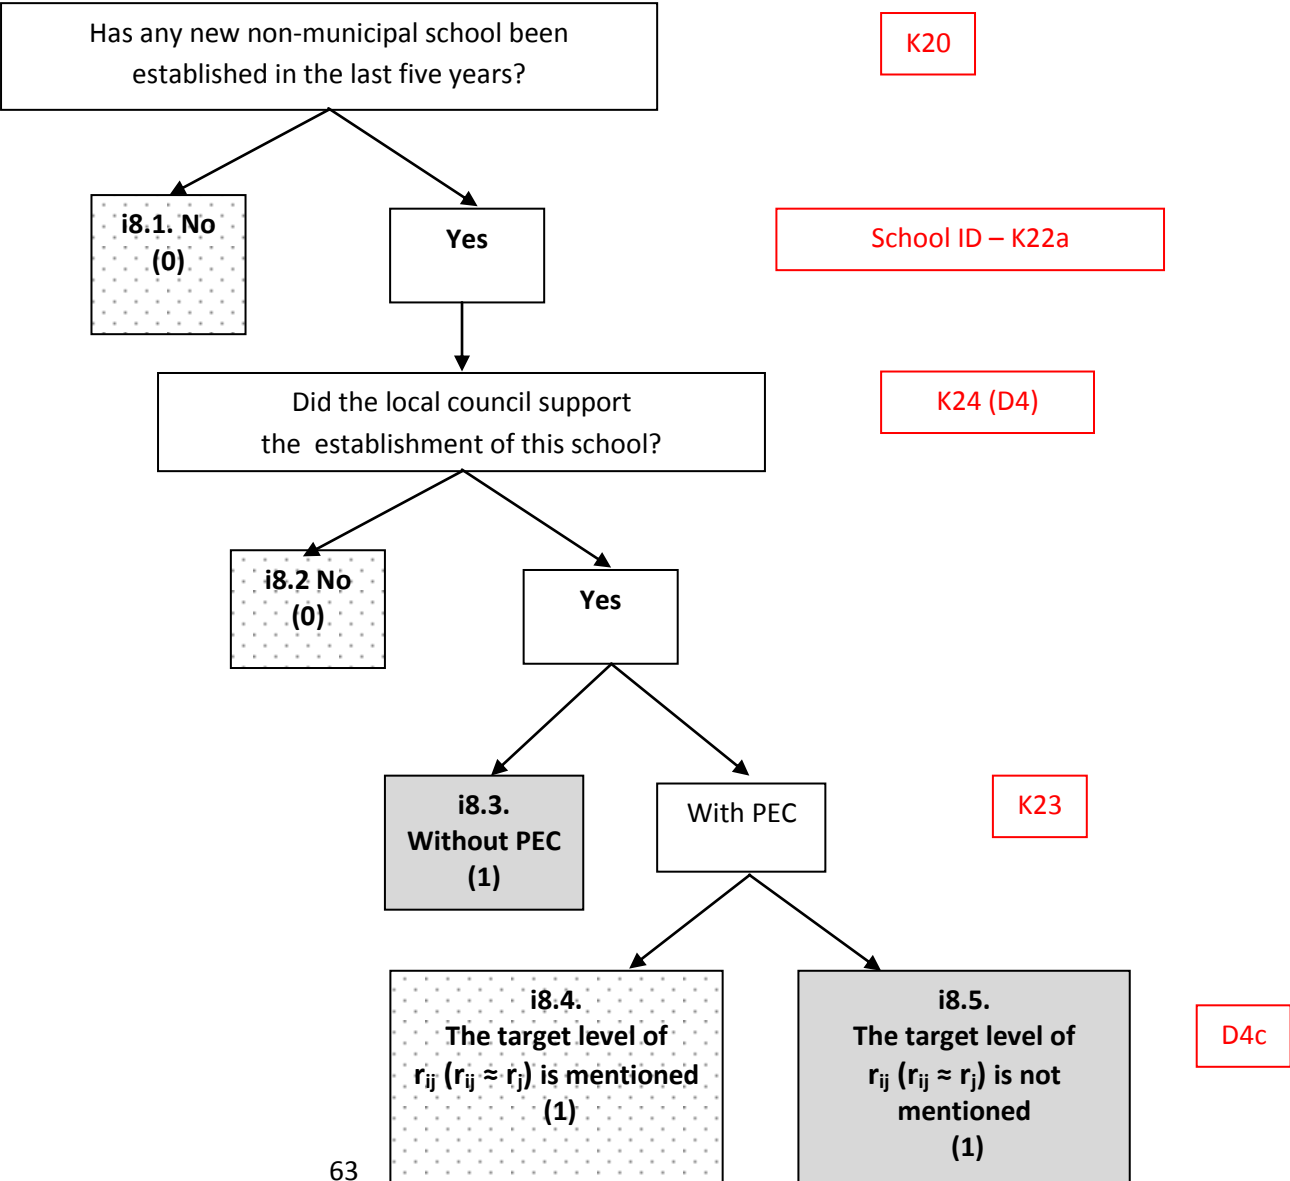 Has any new non-municipal school been
established in the last five years?
K20
i8.1. No
(0)
Yes
School ID – K22a
Did the local council support
the  establishment of this school?
K24 (D4)
i8.2 No
(0)
Yes
i8.3.
Without PEC
(1)
With PEC
K23
i8.4.
The target level of
rij (rij ≈ rj) is mentioned
(1)
i8.5.
The target level of
rij (rij ≈ rj) is not
mentioned
(1)
D4c
63